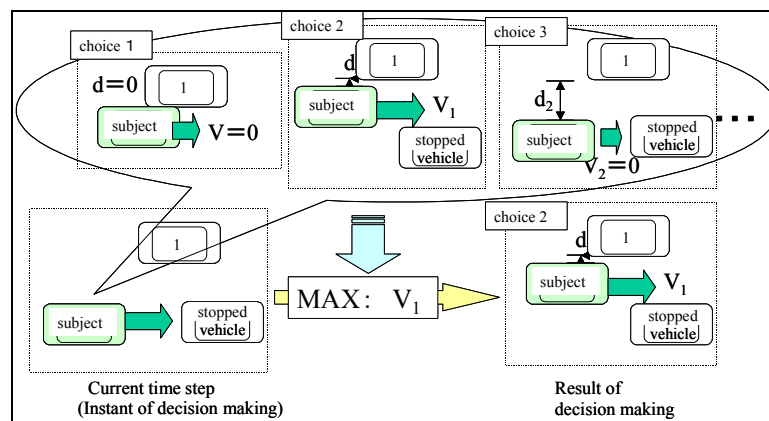 choice 1
d=0
1
subject
V=0
choice 2
1
d
subject
V₁
stopped
vehicle
choice 3
1
d₂
subject
V₂=0
stopped
vehicle
...
1
subject
stopped
vehicle
MAX: V₁
choice 2
1
d
subject
V₁
stopped
vehicle
Current time step
(Instant of decision making)
Result of
decision making